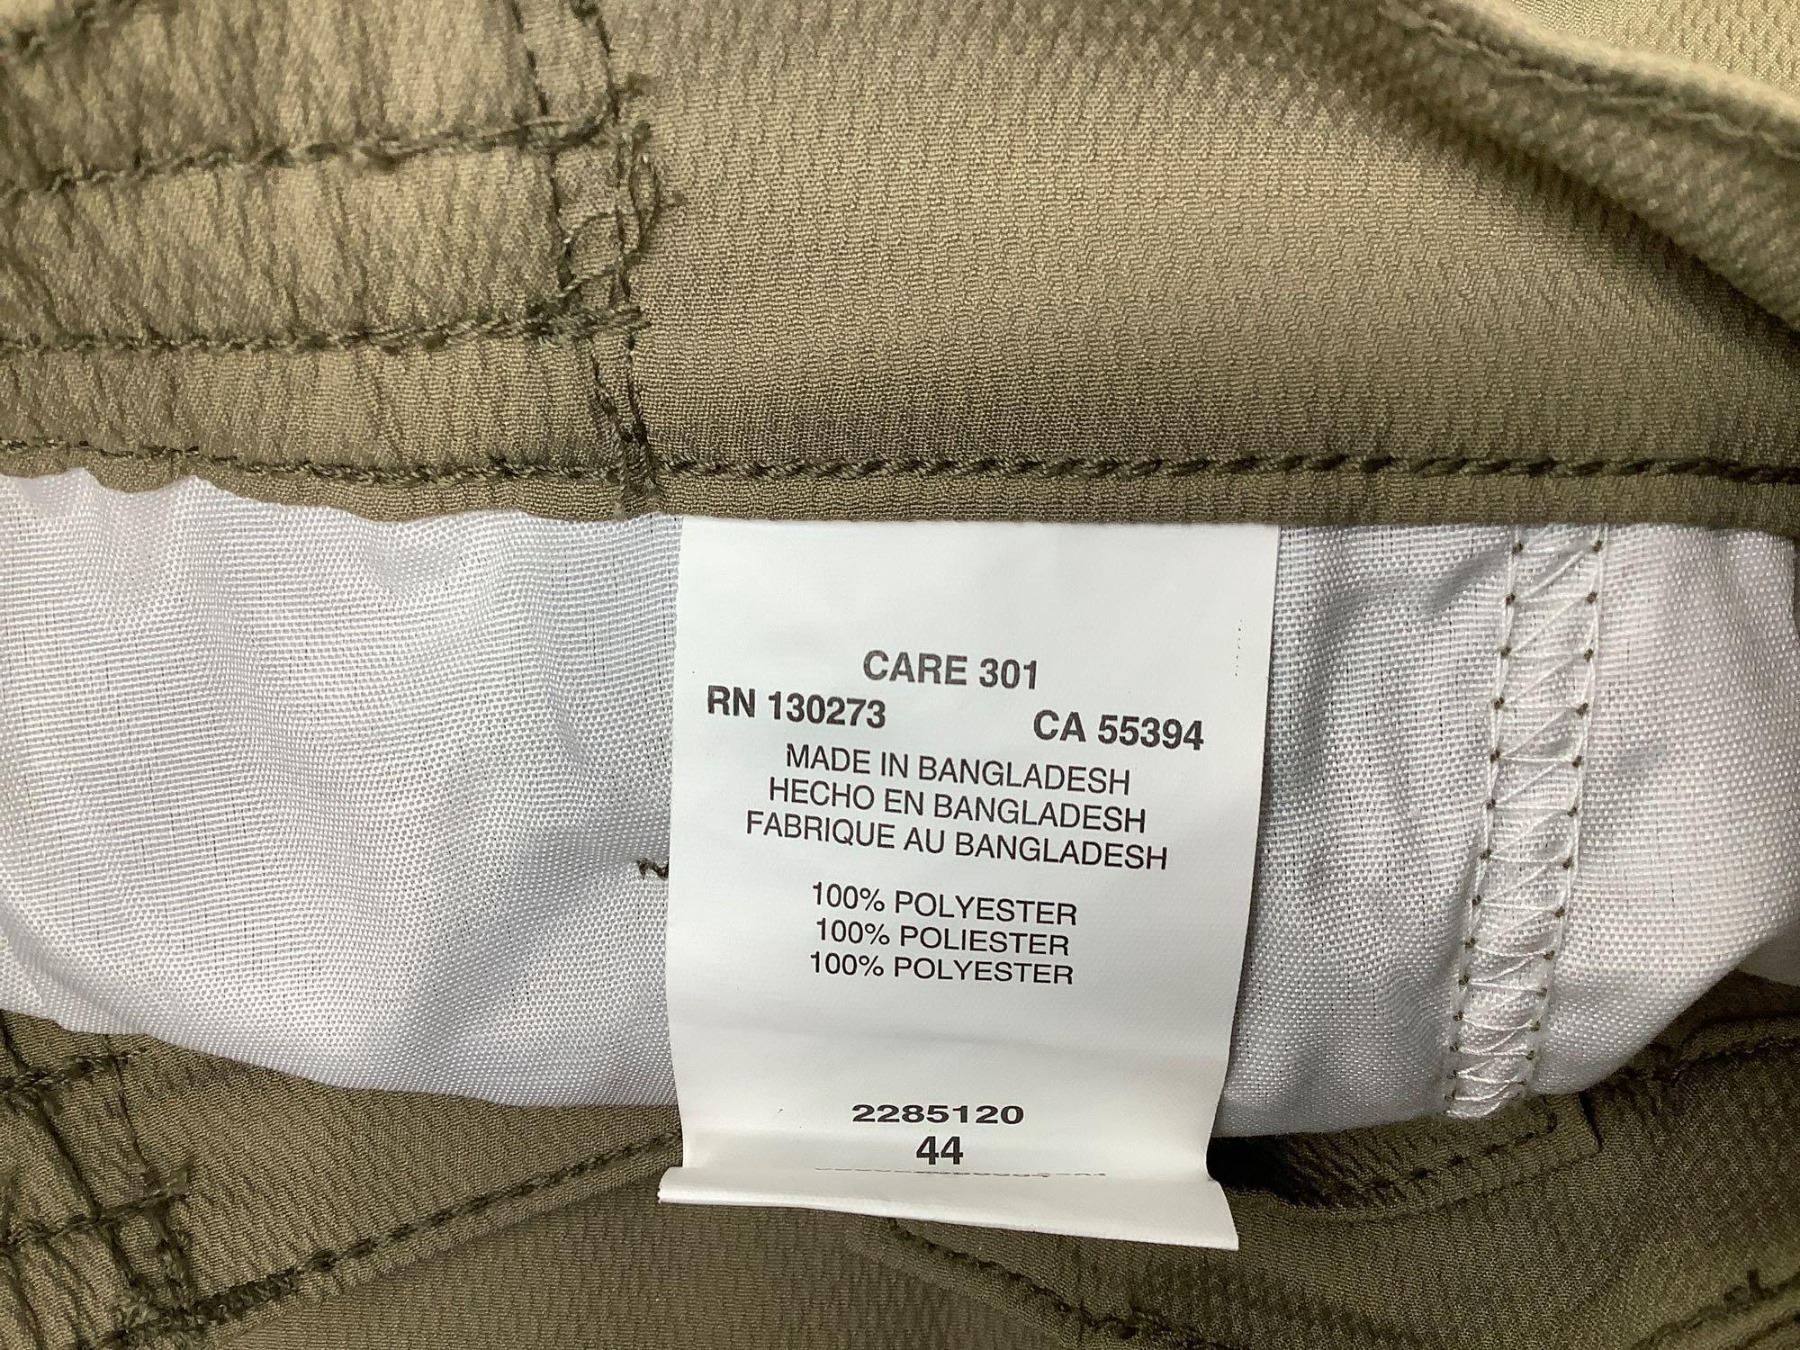 CARE 301
RN 130273 CA 55394
MADE IN BANGLADESH
HECHO EN BANGLADESH
FABRIQUE AU BANGLADESH
100% POLYESTER
100% POLIESTER
100% POLYESTER
2285120
44